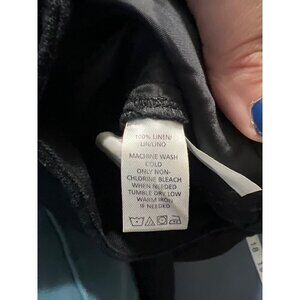 100% LINEN/
LIN/LINO
MACHINE WASH
COLD
ONLY NON-
CHLORINE BLEACH
WHEN NEEDED
TUMBLE DRY LOW
WARM IRON
IS NEEDED